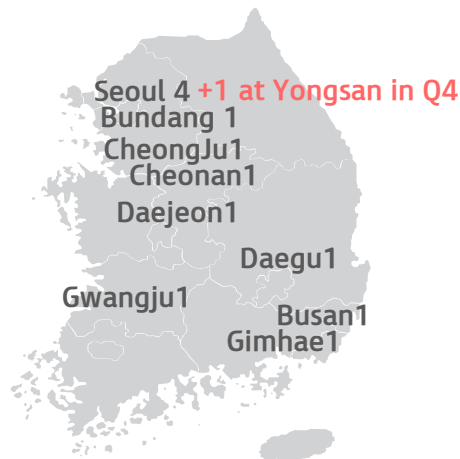 Seoul 4 +1 at Yongsan in Q4
Bundang 1
CheongJu1
Cheonan1
Daejeon1
Daegu1
Gwangju1
Busan1
Gimhae1